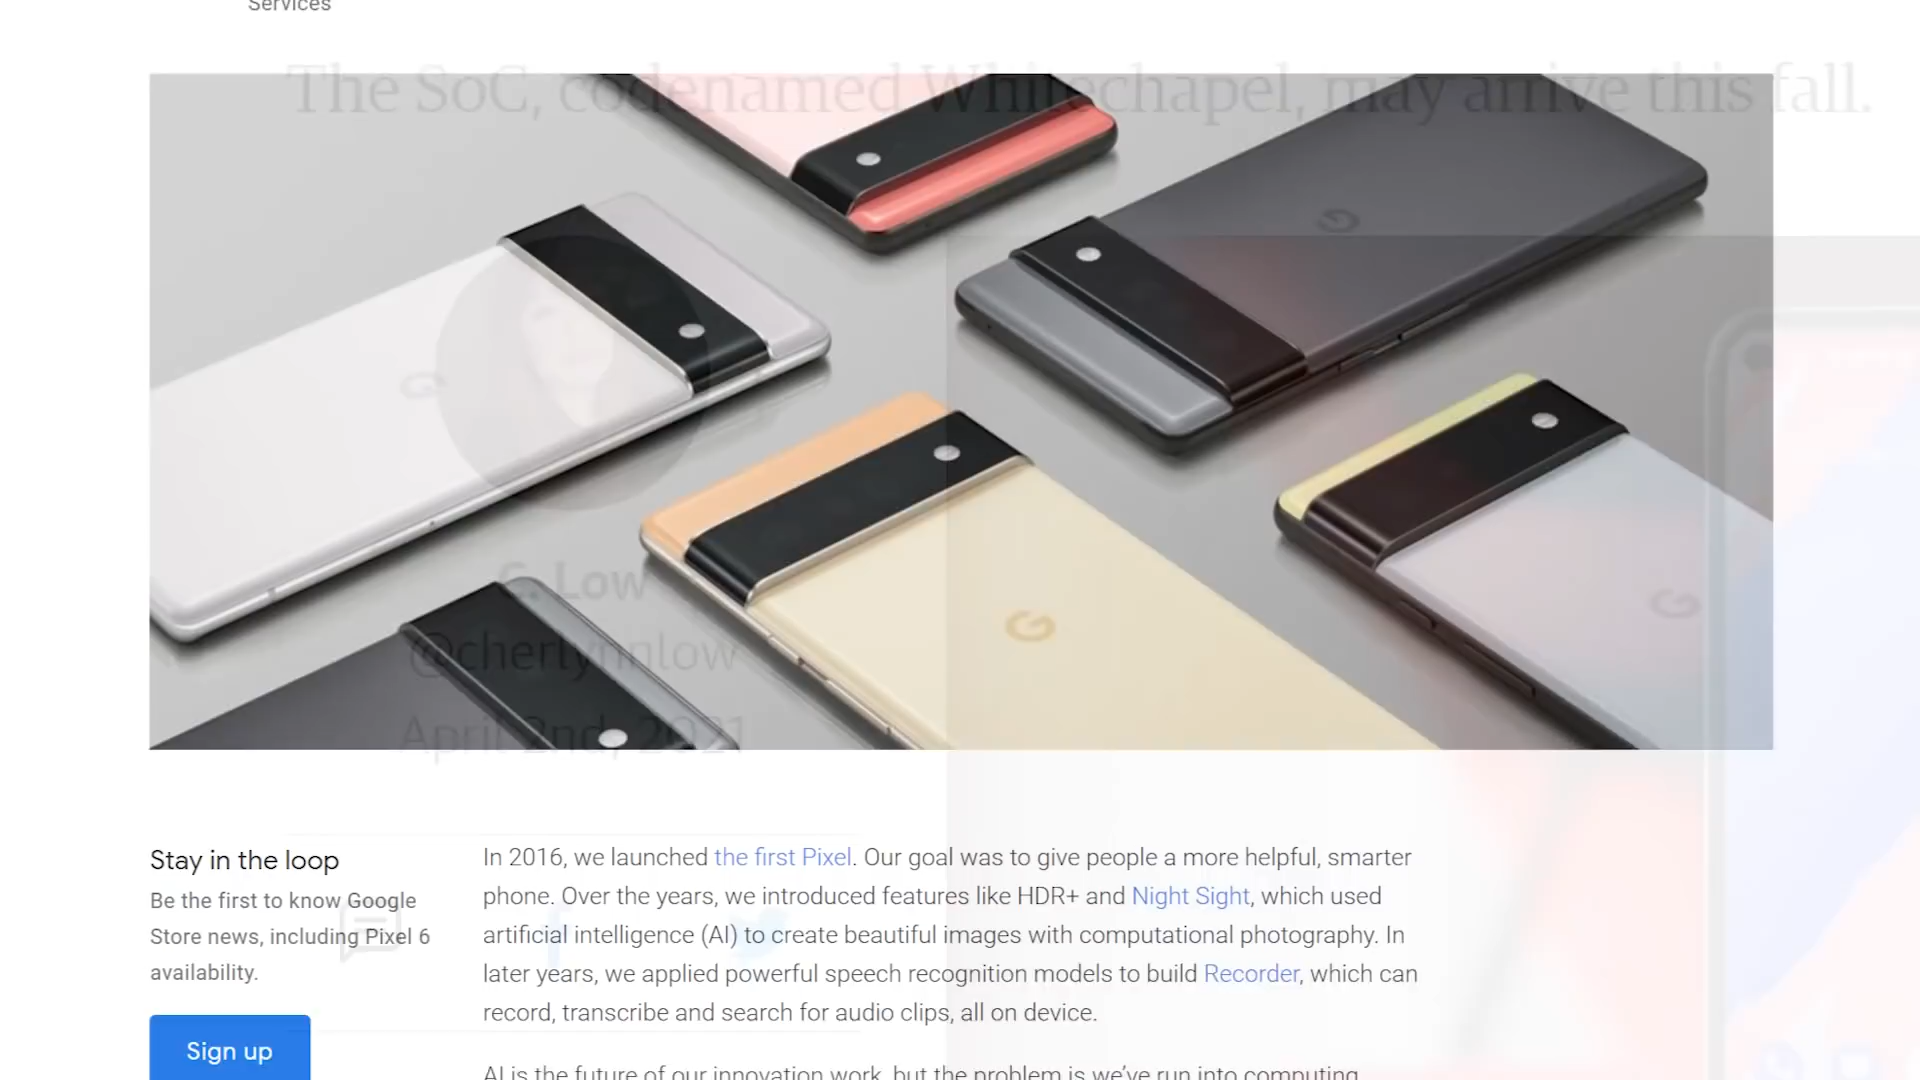 Services
The SoC, codenamed Whitechapel, may arrive this fall.
C. Low
@cherlynnlow
April 2nd, 2021
Stay in the loop
Be the first to know Google
Store news, including Pixel 6
availability.
Sign up
In 2016, we launched the first Pixel. Our goal was to give people a more helpful, smarter
phone. Over the years, we introduced features like HDR+ and Night Sight, which used
artificial intelligence (AI) to create beautiful images with computational photography. In
later years, we applied powerful speech recognition models to build Recorder, which can
record, transcribe and search for audio clips, all on device.
AI is the future of our innovation work, but the problem is we've run into computing